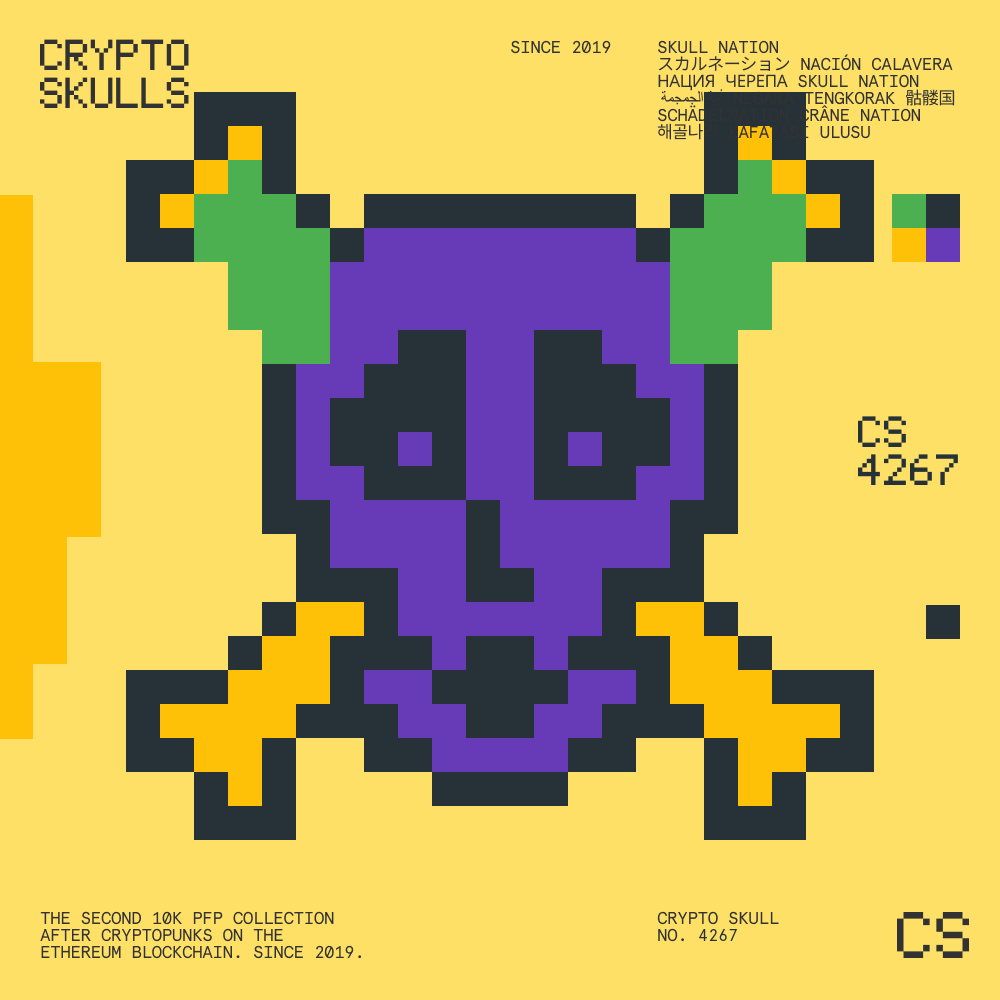 CRYPTO
SKULLS
SINCE 2019
SKULL NATION
スカルネーション NACIÓN CALAVERA
НАЦИЯ ЧЕРЕПА SKULL NATION
الجمجمة TENGKORAK 骷髅国
CRÂNE NATION
ULUSU
CS
4267
THE SECOND 10K PFP COLLECTION
AFTER CRYPTOPUNKS ON THE
ETHEREUM BLOCKCHAIN. SINCE 2019.
CRYPTO SKULL
NO. 4267
CS